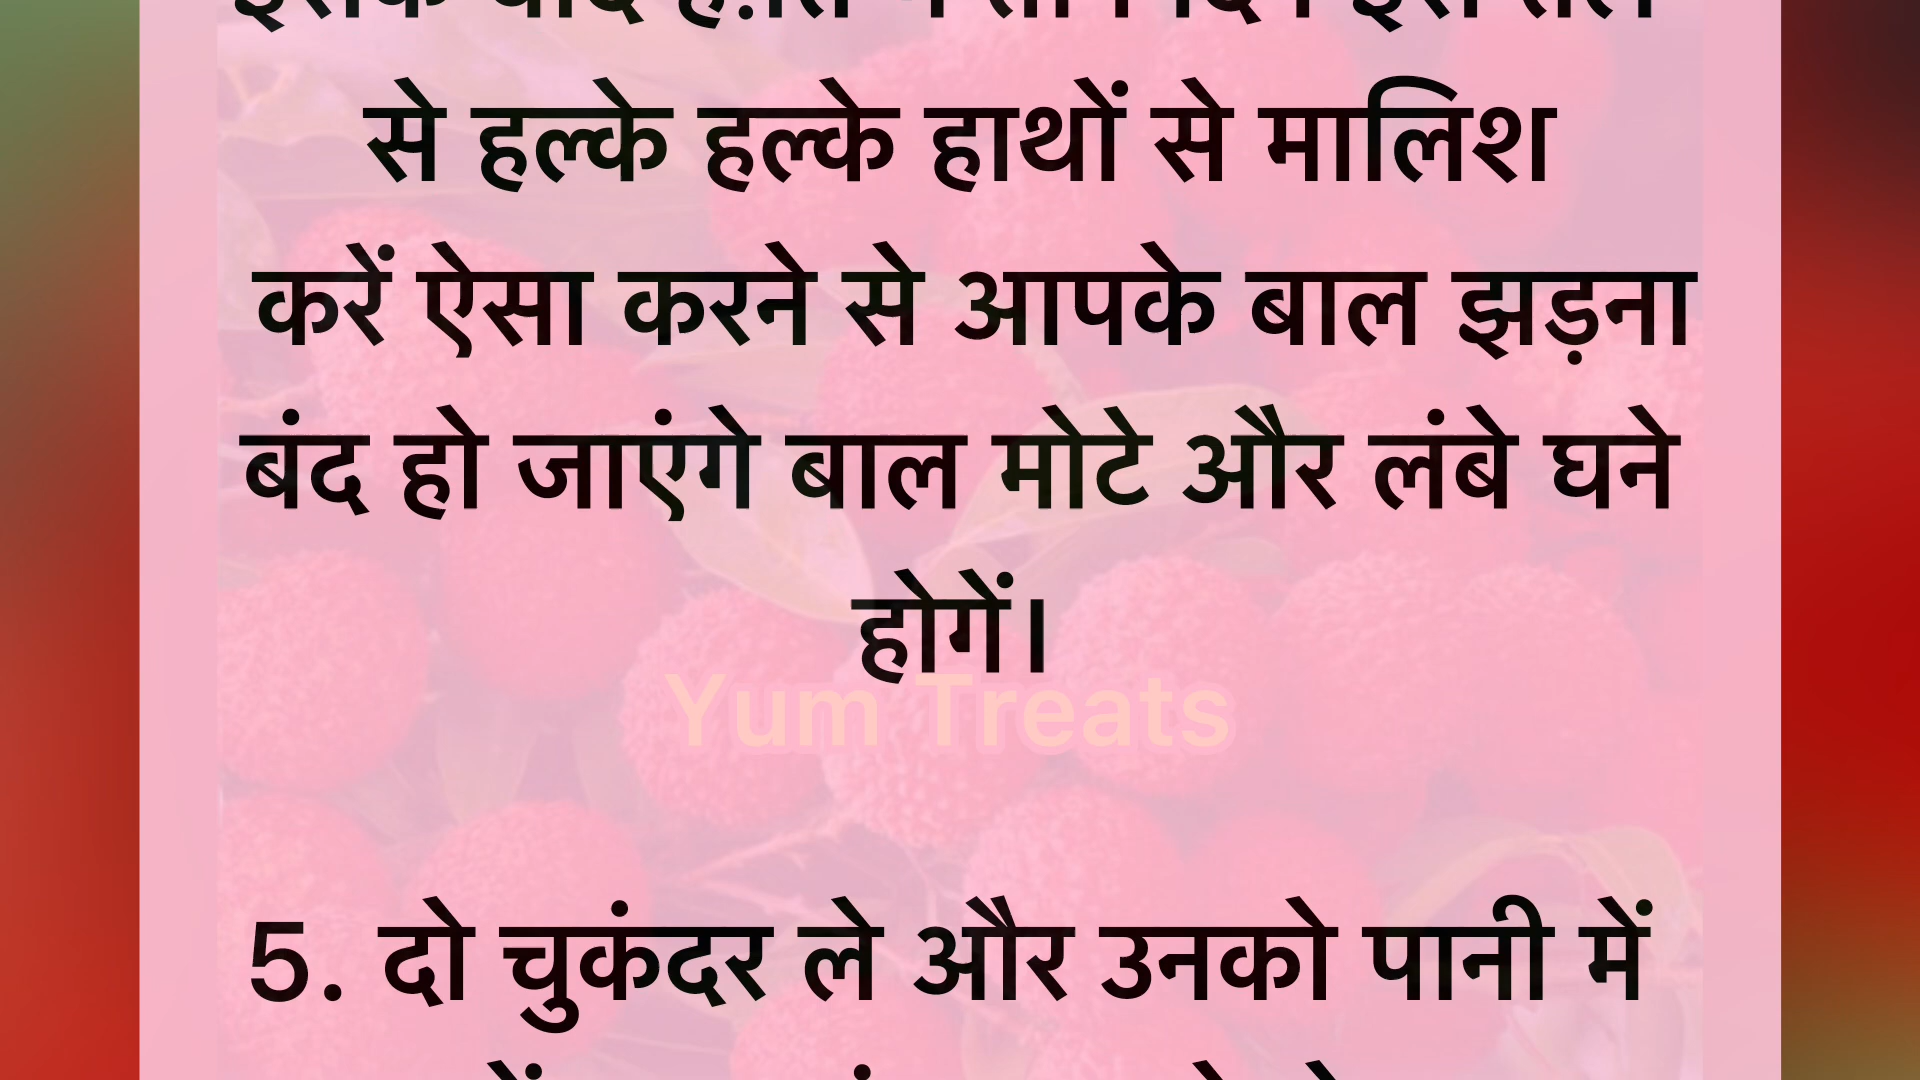 से हल्के हल्के हाथों से मालिश
करें ऐसा करने से आपके बाल झड़ना
बंद हो जाएंगे बाल मोटे और लंबे घने
होगें।
Yum Treats
5. दो चुकंदर ले और उनको पानी में